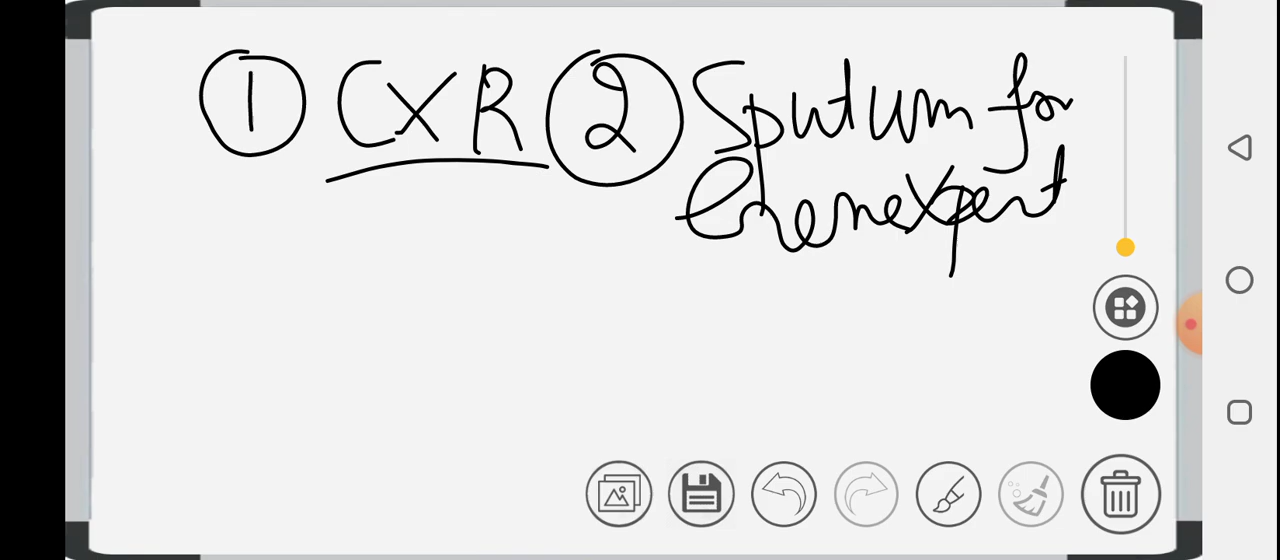 ① CXR ② Sputum for
Genexpert